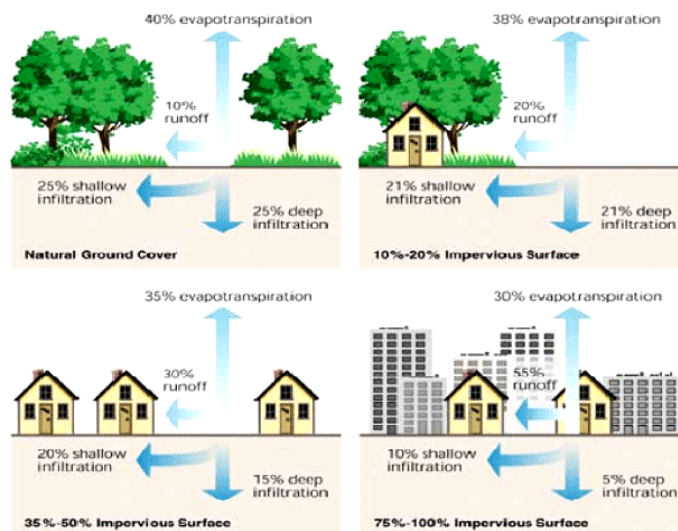 40% evapotranspiration
10%
runoff
25% shallow
infiltration
25% deep
infiltration
Natural Ground Cover
38% evapotranspiration
20%
runoff
21% shallow
infiltration
21% deep
infiltration
10%-20% Impervious Surface
35% evapotranspiration
30%
runoff
20% shallow
infiltration
15% deep
infiltration
35%-50% Impervious Surface
30% evapotranspiration
55%
runoff
10% shallow
infiltration
5% deep
infiltration
75%-100% Impervious Surface